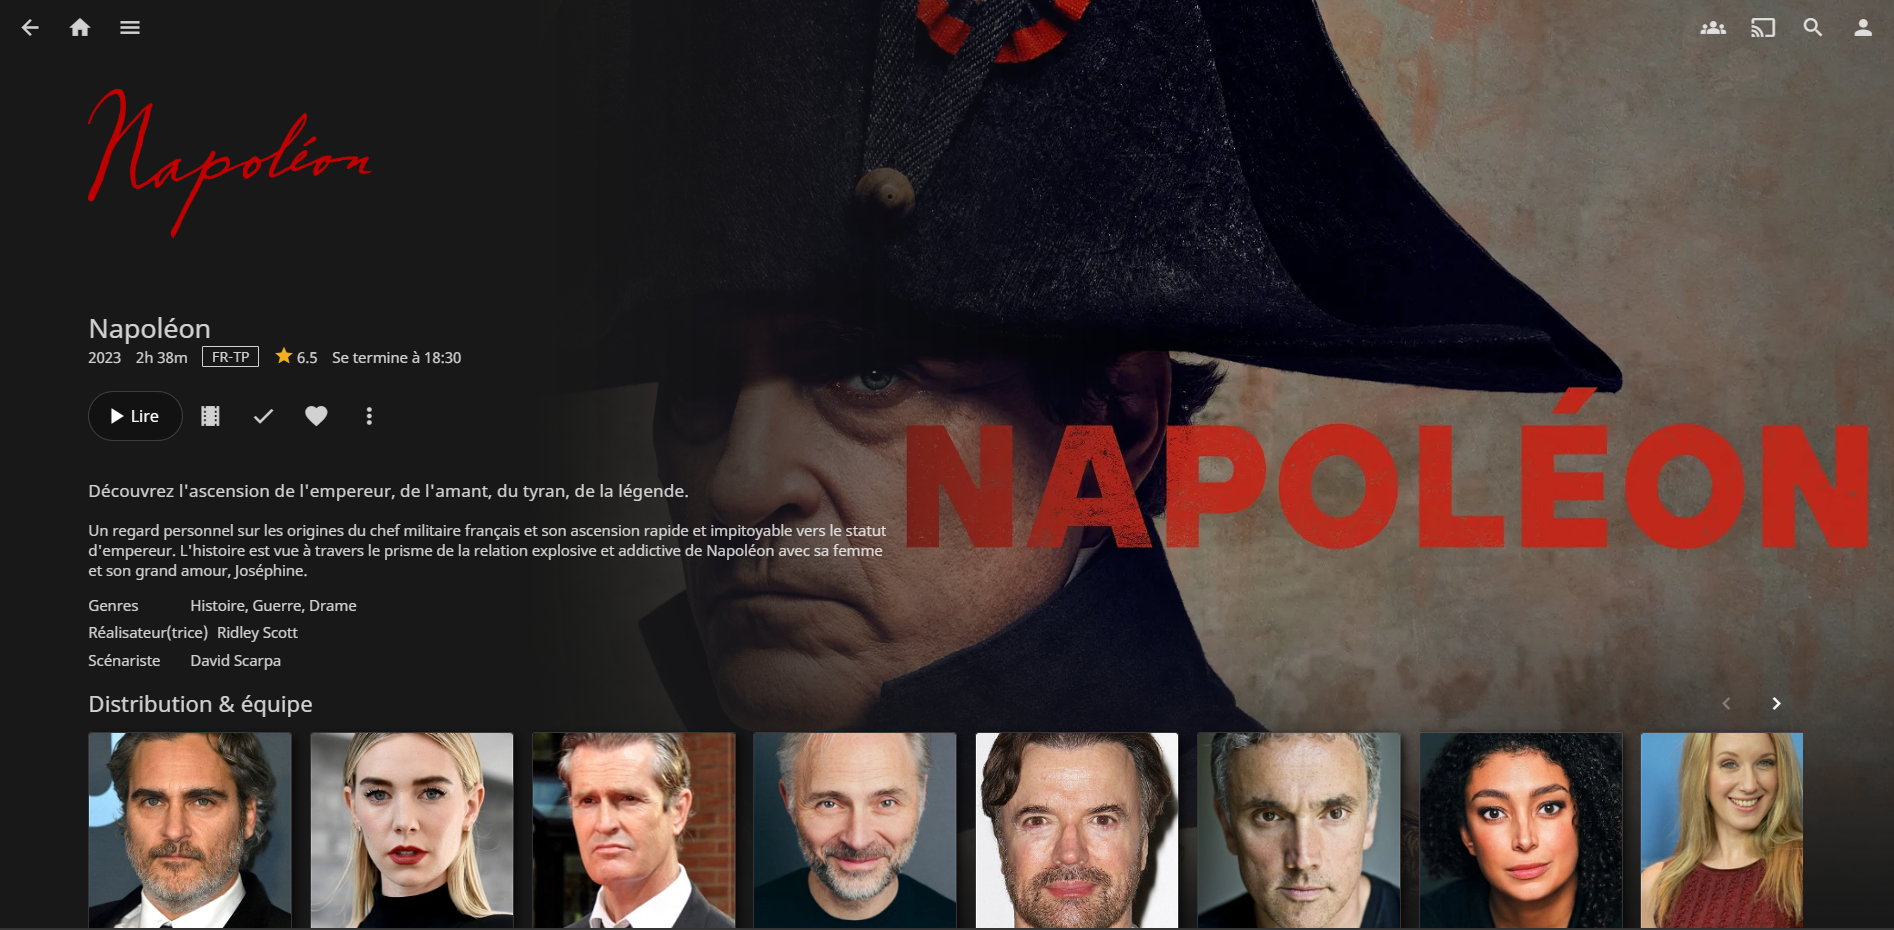 Napoléon
Napoléon
2023 2h 38m FR-TP 6.5 Se termine à 18:30
Lire
NAPOLÉON
Découvrez l'ascension de l'empereur, de l'amant, du tyran, de la légende.
Un regard personnel sur les origines du chef militaire français et son ascension rapide et impitoyable vers le statut
d'empereur. L'histoire est vue à travers le prisme de la relation explosive et addictive de Napoléon avec sa femme
et son grand amour, Joséphine.
Genres Histoire, Guerre, Drame
Réalisateur(trice) Ridley Scott
Scénariste David Scarpa
Distribution & équipe